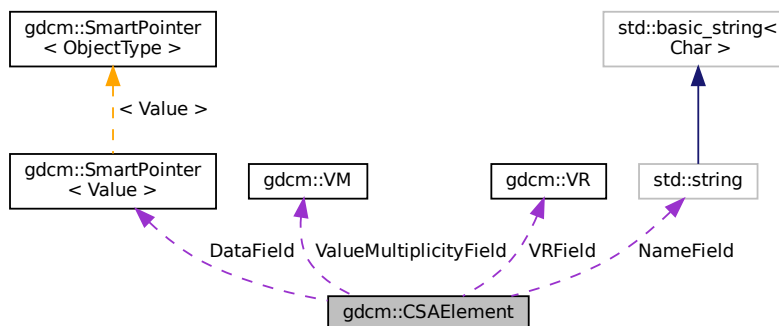 gdcm::SmartPointer
< ObjectType >
std::basic_string<
Char >
< Value >
gdcm::SmartPointer
< Value >
gdcm::VM
gdcm::VR
std::string
DataField
ValueMultiplicityField
VRField
NameField
gdcm::CSAElement